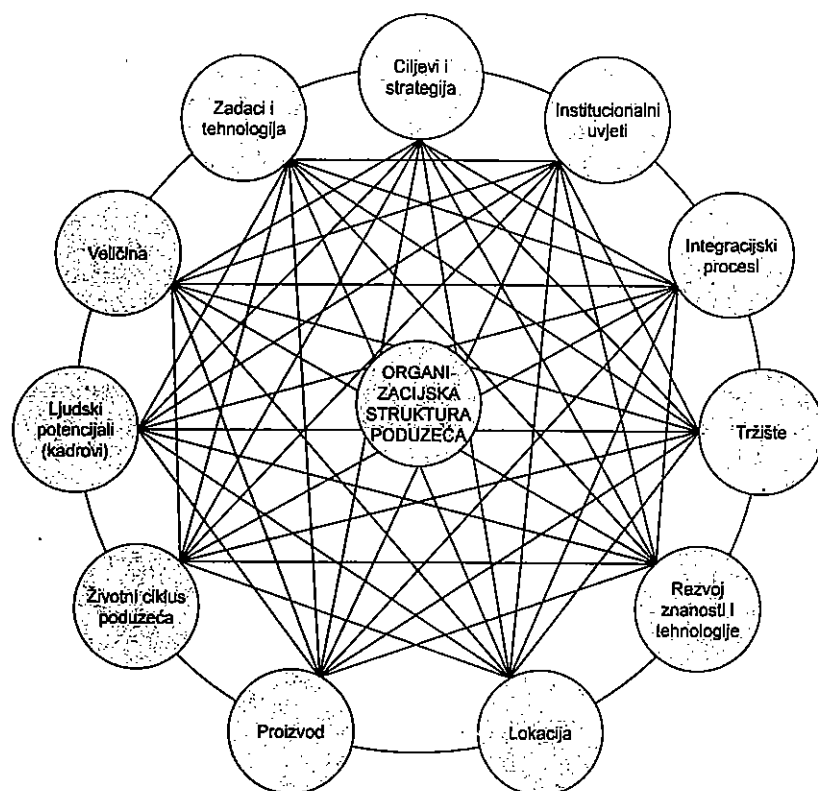 Ciljevi i
strategija
Institucionalni
uvjeti
Integracijski
procesi
Tržište
Razvoj
znanosti i
tehnologije
Lokacija
Proizvod
Životni ciklus
poduzeća
Ljudski
potencijali
(kadrovi)
Veličina
Zadaci i
tehnologija
ORGANI-
ZACIJSKA
STRUKTURA
PODUZEĆA